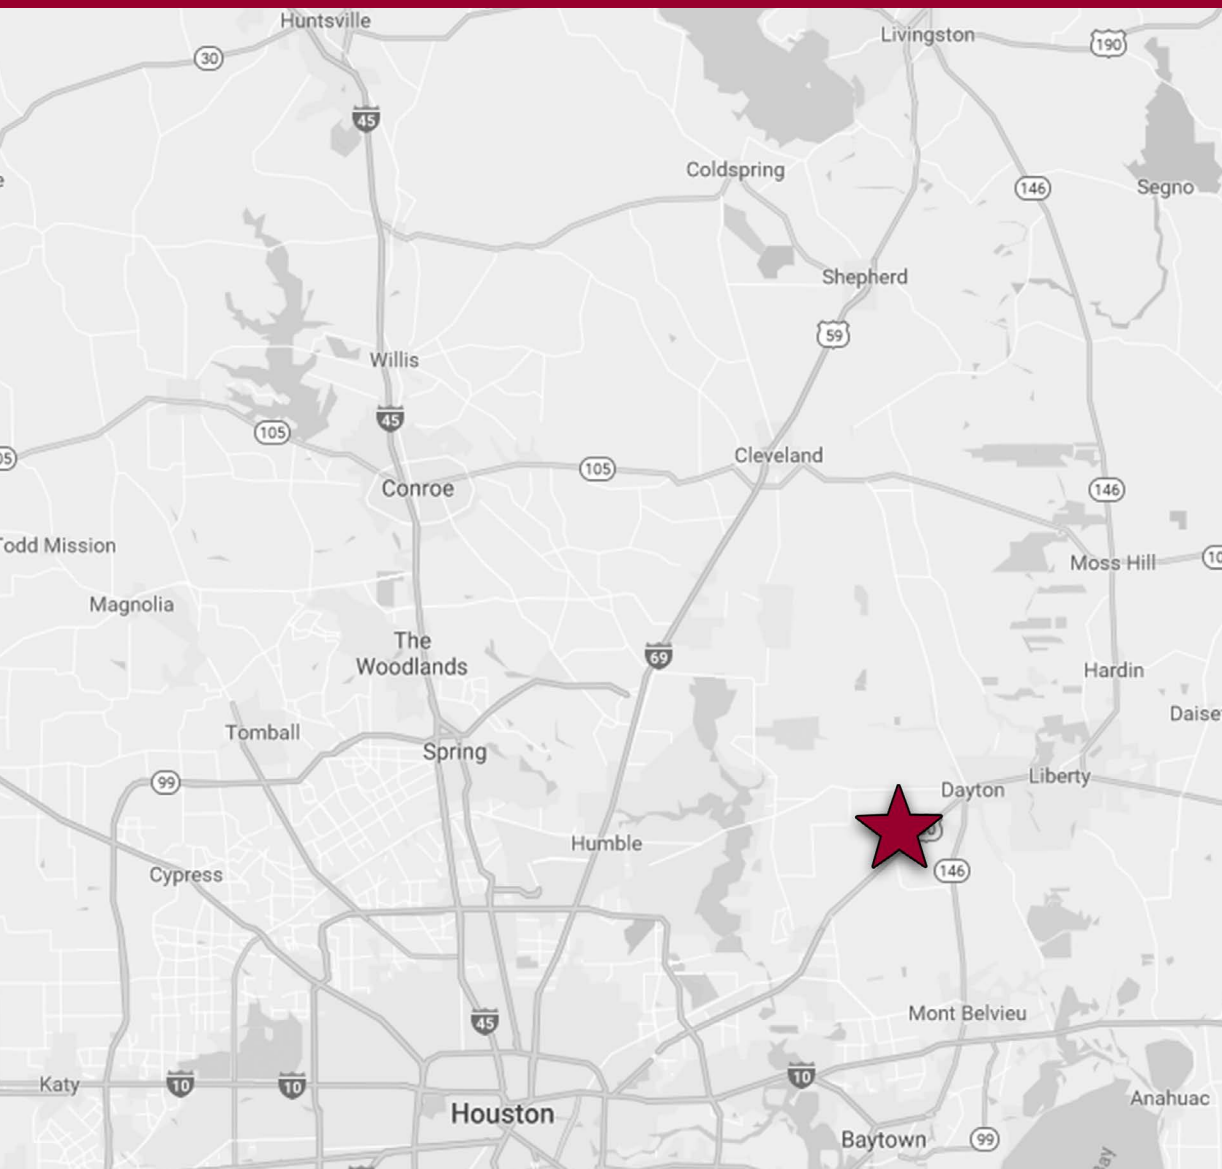 Huntsville
Livingston
30
190
45
Coldspring
146
Segno
Shepherd
59
Willis
45
105
Cleveland
105
Conroe
146
Todd Mission
Moss Hill
Magnolia
The
Woodlands
69
Hardin
Tomball
Spring
99
Liberty
Dayton
Humble
146
Cypress
Mont Belvieu
45
10
10
10
Katy
Anahuac
Houston
Baytown
99